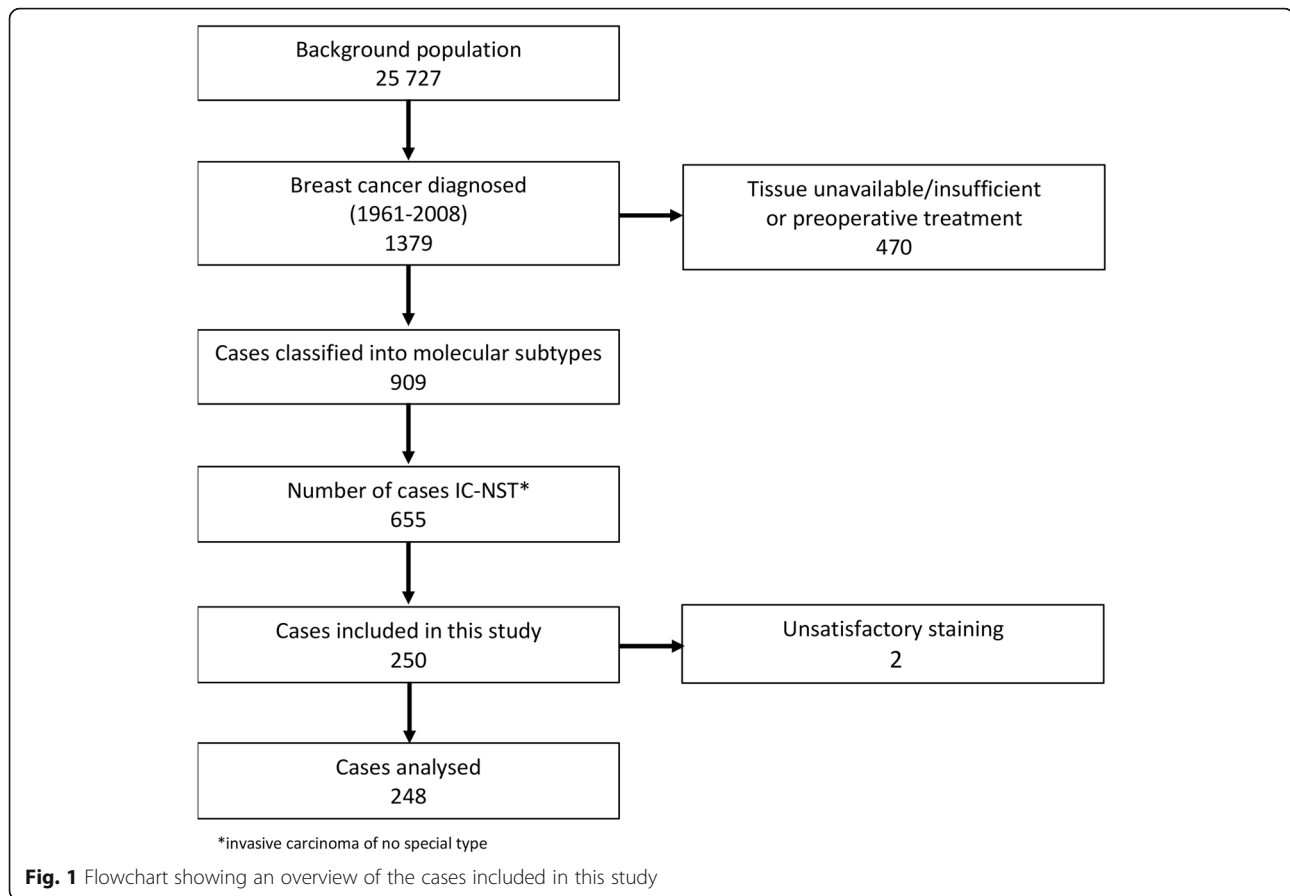 Background population
25 727
Breast cancer diagnosed
(1961-2008)
1379
Tissue unavailable/insufficient
or preoperative treatment
470
Cases classified into molecular subtypes
909
Number of cases IC-NST*
655
Cases included in this study
250
Unsatisfactory staining
2
Cases analysed
248
*invasive carcinoma of no special type
Fig. 1 Flowchart showing an overview of the cases included in this study